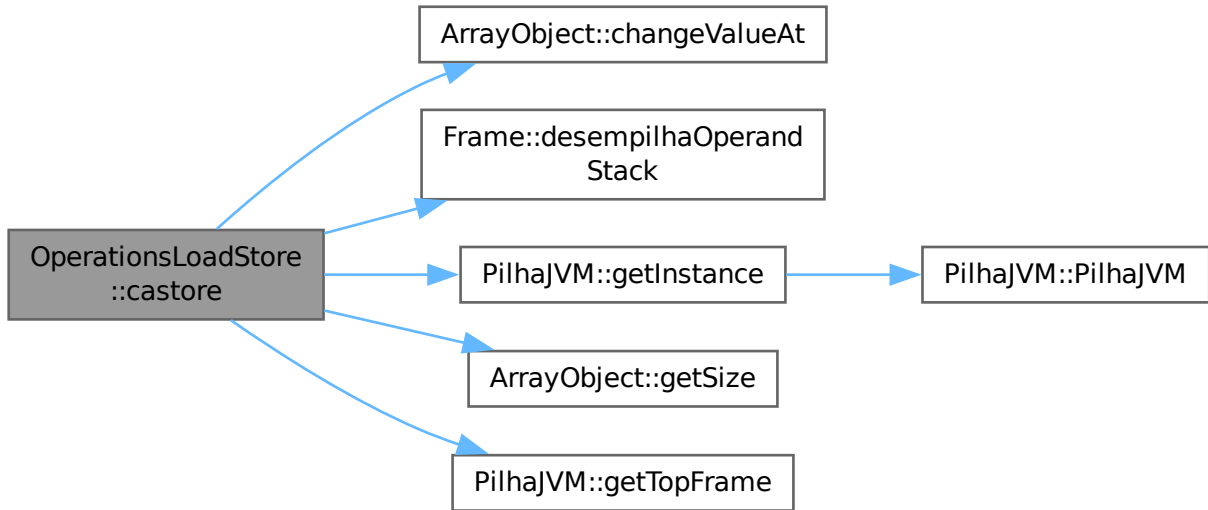 ArrayObject::changeValueAt
Frame::desempilhaOperand
Stack
OperationsLoadStore
::castore
PilhaJVM::getInstance
PilhaJVM::PilhaJVM
ArrayObject::getSize
PilhaJVM::getTopFrame